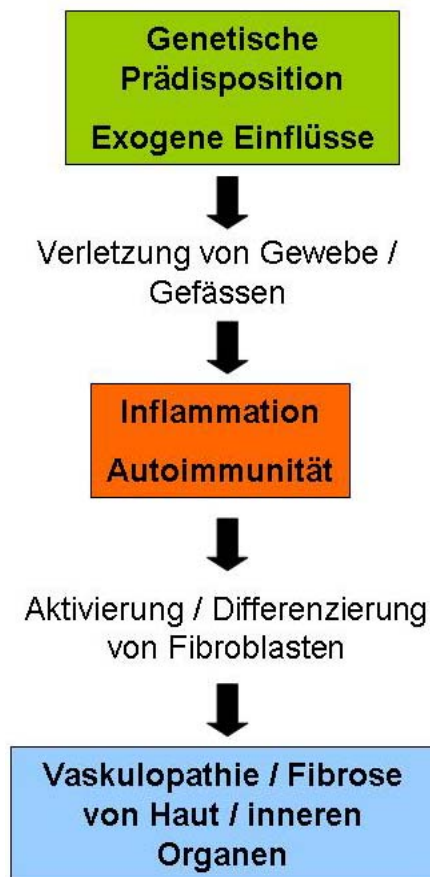 Genetische
Prädisposition
Exogene Einflüsse
Verletzung von Gewebe /
Gefässen
Inflammation
Autoimmunität
Aktivierung / Differenzierung
von Fibroblasten
Vaskulopathie / Fibrose
von Haut / inneren
Organen